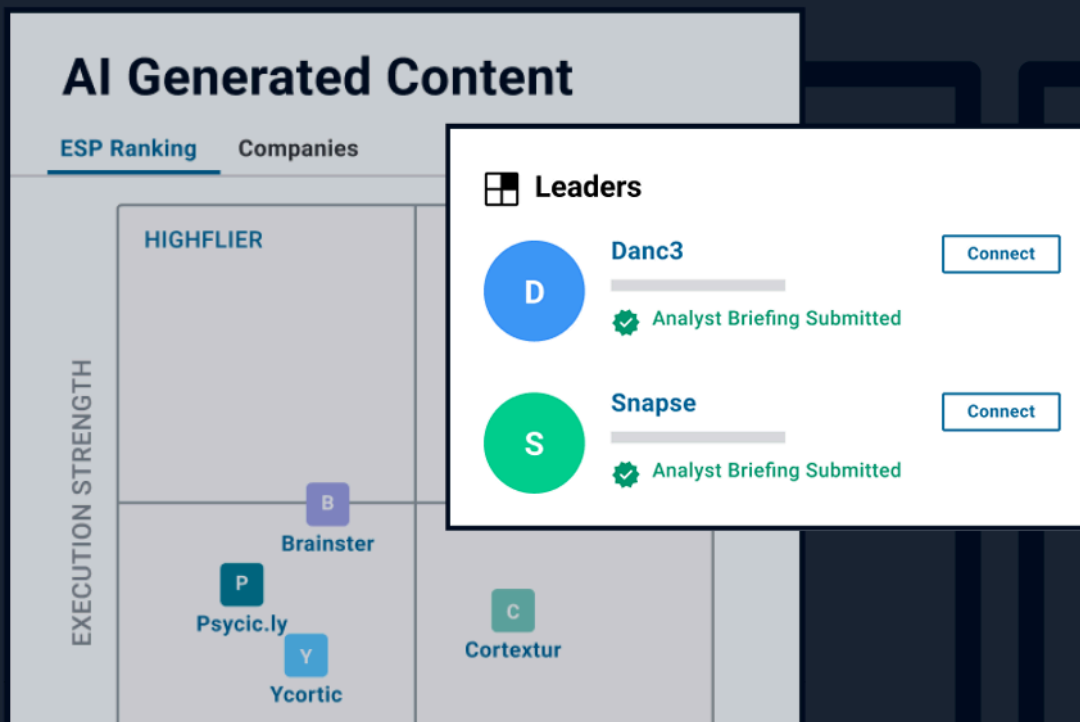 AI Generated Content
ESP Ranking
Companies
HIGHFLIER
EXECUTION STRENGTH
B
Brainster
P
Psycic.ly
Y
Ycortic
C
Cortextur
Leaders
D
Danc3
Connect
Analyst Briefing Submitted
S
Snapse
Connect
Analyst Briefing Submitted